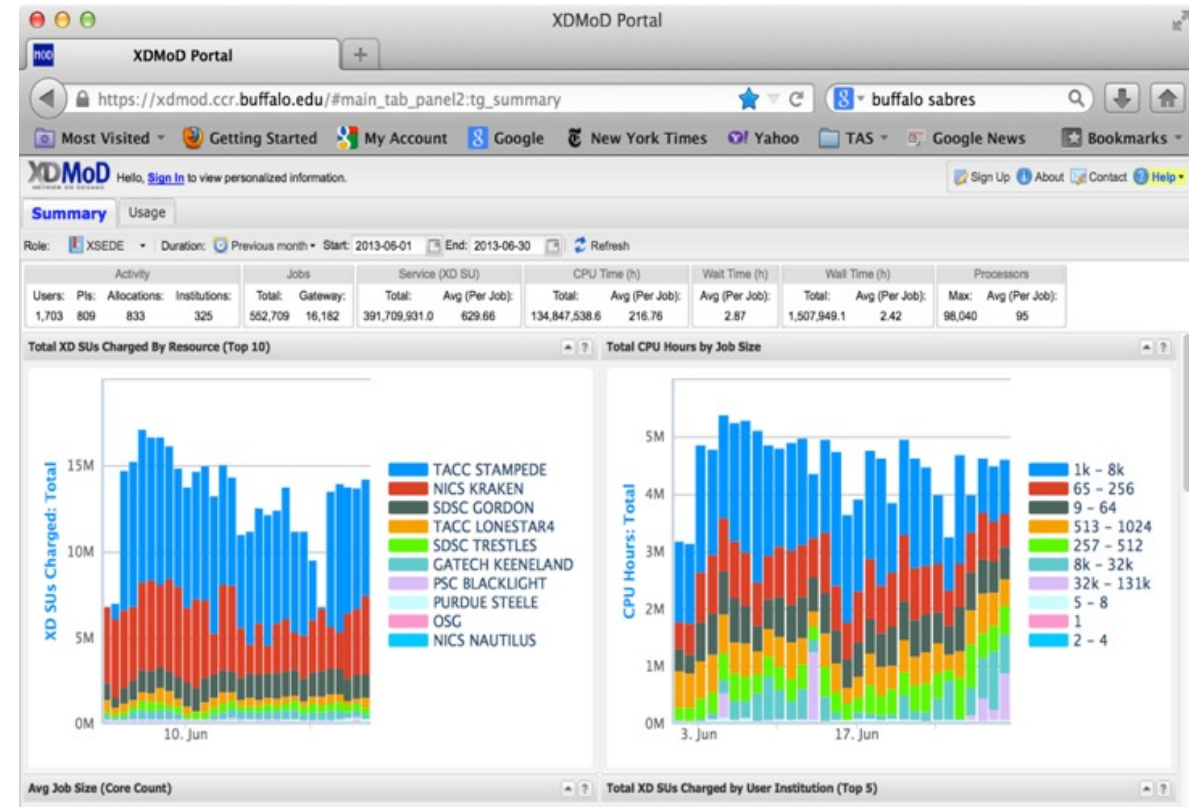 XDMoD Portal
MOD XDMoD Portal
https://xdmod.ccr.buffalo.edu/#main_tab_panel2:tg_summary buffalo sabres
Most Visited Getting Started My Account Google New York Times Yahoo TAS Google News Bookmarks
XDMoD Hello, Sign In to view personalized information. Sign Up About Contact Help
METRICS ON DEMAND
Summary Usage
Role: XSEDE Duration: Previous month Start: 2013-06-01 End: 2013-06-30 Refresh
Activity Jobs Service (XD SU) CPU Time (h) Wait Time (h) Wall Time (h) Processors
Users: PIs: Allocations: Institutions: Total: Gateway: Total: Avg (Per Job): Total: Avg (Per Job): Avg (Per Job): Total: Avg (Per Job): Max: Avg (Per Job):
1,703 809 833 325 552,709 16,182 391,709,931.0 629.66 134,847,538.6 216.76 2.87 1,507,949.1 2.42 98,040 95
Total XD SUs Charged By Resource (Top 10)
XD SUs Charged: Total
15M
10M
5M
0M
10. Jun
TACC STAMPEDE
NICS KRAKEN
SDSC GORDON
TACC LONESTAR4
SDSC TRESTLES
GATECH KEENELAND
PSC BLACKLIGHT
PURDUE STEELE
OSG
NICS NAUTILUS
Total CPU Hours by Job Size
CPU Hours: Total
5M
4M
3M
2M
1M
0M
3. Jun 17. Jun
1k - 8k
65 - 256
9 - 64
513 - 1024
257 - 512
8k - 32k
32k - 131k
5 - 8
1
2 - 4
Avg Job Size (Core Count)
Total XD SUs Charged by User Institution (Top 5)